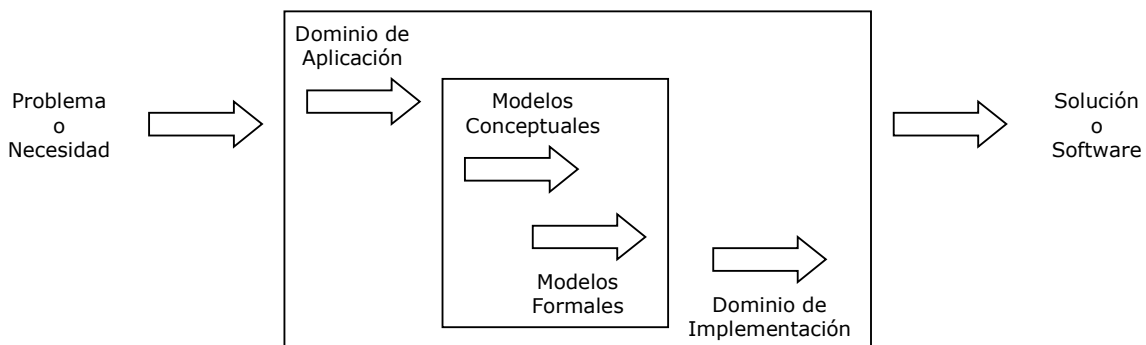 Problema
o
Necesidad
Dominio de
Aplicación
Modelos
Conceptuales
Modelos
Formales
Dominio de
Implementación
Solución
o
Software